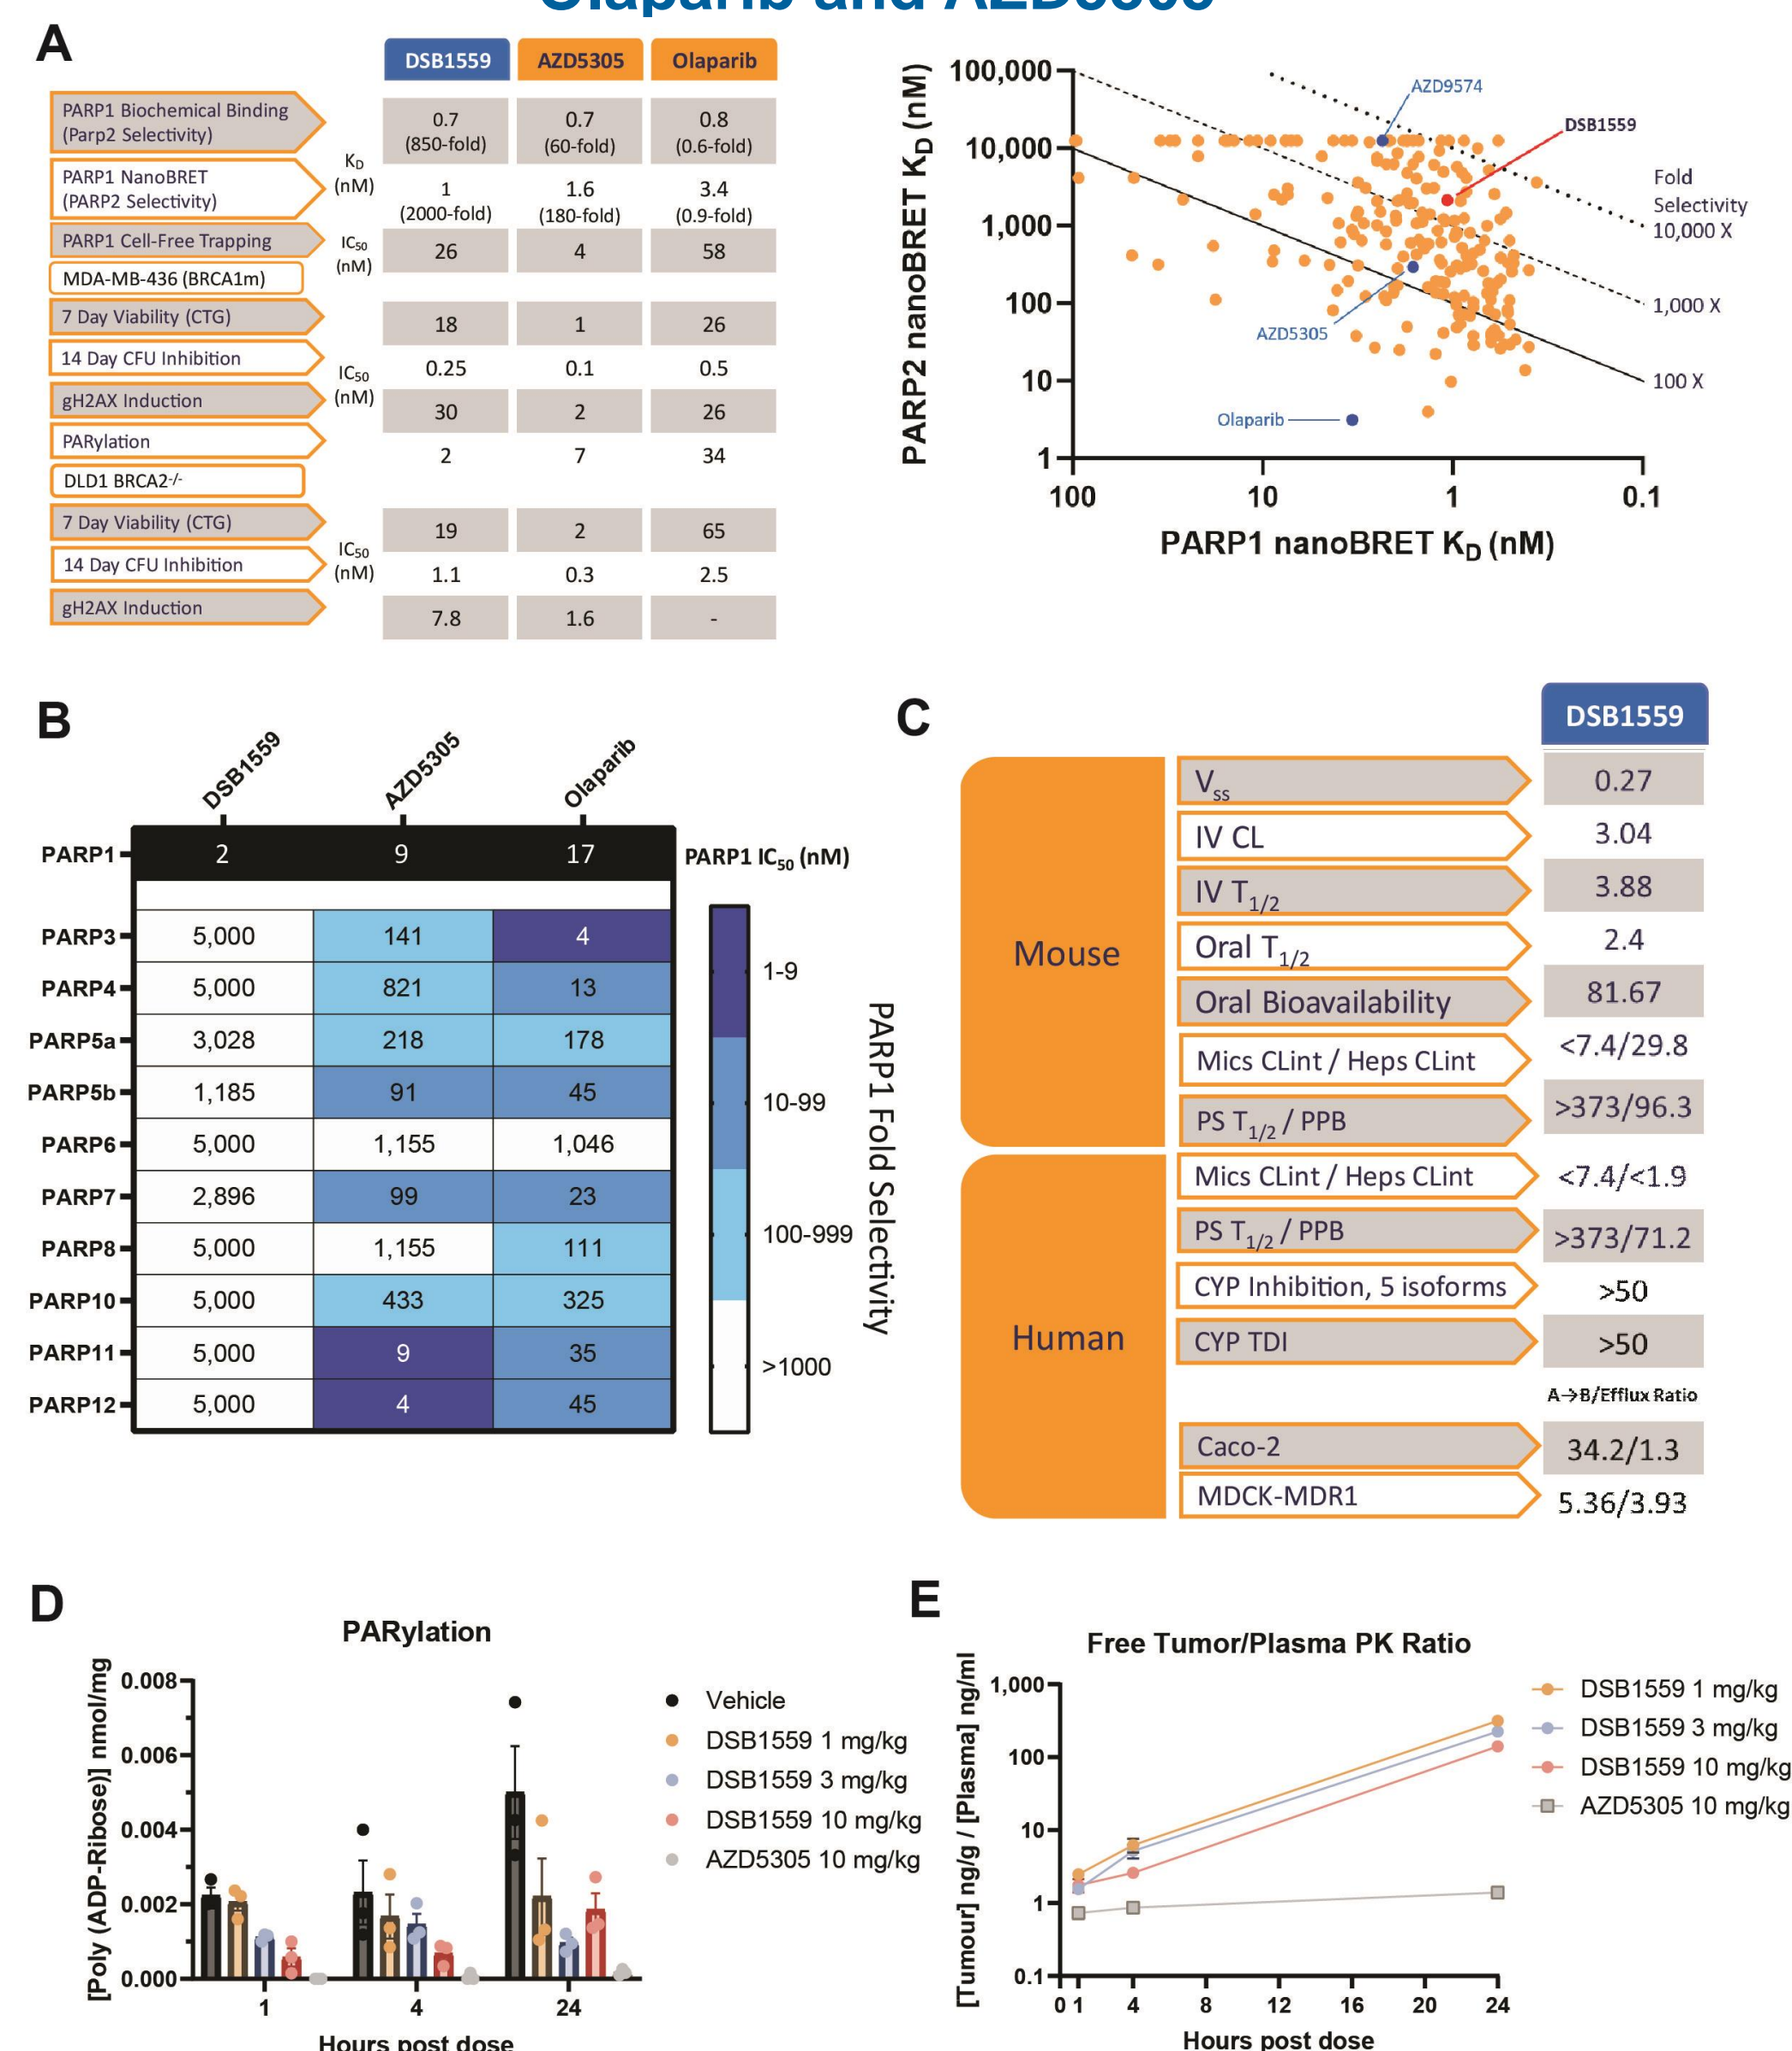 Olaparib and AZD5305
A
DSB1559 AZD5305 Olaparib
PARP1 Biochemical Binding
(Parp2 Selectivity)
0.7 0.7 0.8
(850-fold) (60-fold) (0.6-fold)
KD
(nM)
PARP1 NanoBRET
(PARP2 Selectivity)
1 1.6 3.4
(2000-fold) (180-fold) (0.9-fold)
PARP1 Cell-Free Trapping
IC50
(nM)
26 4 58
MDA-MB-436 (BRCA1m)
7 Day Viability (CTG)
18 1 26
14 Day CFU Inhibition
0.25 0.1 0.5
IC50
(nM)
gH2AX Induction
30 2 26
PARylation
2 7 34
DLD1 BRCA2-/-
7 Day Viability (CTG)
19 2 65
IC50
(nM)
14 Day CFU Inhibition
1.1 0.3 2.5
gH2AX Induction
7.8 1.6 -
PARP2 nanoBRET KD (nM)
100,000
10,000
1,000
100
10
1
AZD9574
DSB1559
Fold
Selectivity
10,000 X
1,000 X
100 X
AZD5305
Olaparib
100 10 1 0.1
PARP1 nanoBRET KD (nM)
B
DSB1559 AZD5305 Olaparib
PARP1 2 9 17 PARP1 IC50 (nM)
PARP3 5,000 141 4
PARP4 5,000 821 13
PARP5a 3,028 218 178
PARP5b 1,185 91 45
PARP6 5,000 1,155 1,046
PARP7 2,896 99 23
PARP8 5,000 1,155 111
PARP10 5,000 433 325
PARP11 5,000 9 35
PARP12 5,000 4 45
1-9
10-99
100-999
>1000
PARP1 Fold Selectivity
C
DSB1559
Mouse
Vss 0.27
IV CL 3.04
IV T1/2 3.88
Oral T1/2 2.4
Oral Bioavailability 81.67
Mics CLint / Heps CLint <7.4/29.8
PS T1/2 / PPB >373/96.3
Human
Mics CLint / Heps CLint <7.4/<1.9
PS T1/2 / PPB >373/71.2
CYP Inhibition, 5 isoforms >50
CYP TDI >50
A→B/Efflux Ratio
Caco-2 34.2/1.3
MDCK-MDR1 5.36/3.93
D
PARylation
[Poly (ADP-Ribose)] nmol/mg
0.008
0.006
0.004
0.002
0.000
1 4 24
Hours post dose
Vehicle
DSB1559 1 mg/kg
DSB1559 3 mg/kg
DSB1559 10 mg/kg
AZD5305 10 mg/kg
E
Free Tumor/Plasma PK Ratio
[Tumour] ng/g / [Plasma] ng/ml
1,000
100
10
1
0.1
0 1 4 8 12 16 20 24
Hours post dose
DSB1559 1 mg/kg
DSB1559 3 mg/kg
DSB1559 10 mg/kg
AZD5305 10 mg/kg